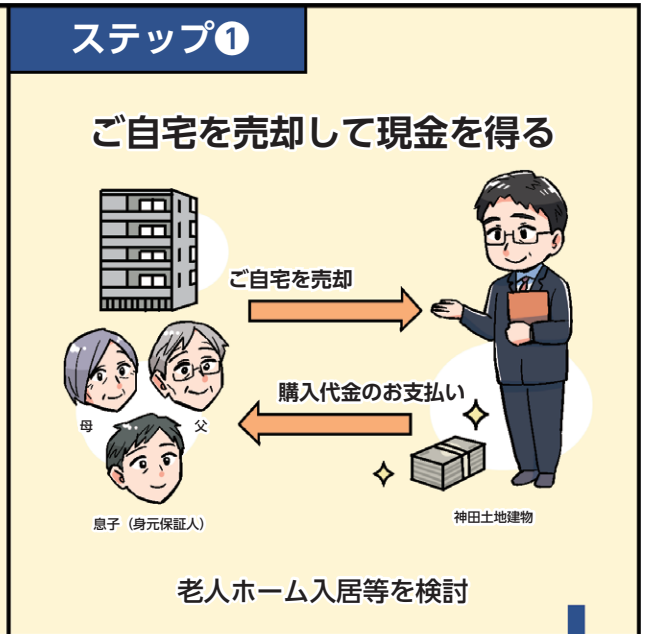 ステップ❶
ご自宅を売却して現金を得る
ご自宅を売却
購入代金のお支払い
母
父
息子（身元保証人）
神田土地建物
老人ホーム入居等を検討